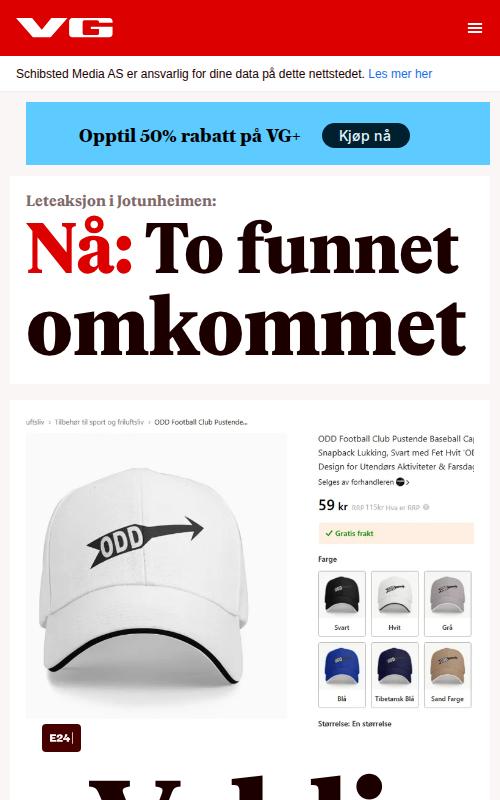 VG
Schibsted Media AS er ansvarlig for dine data på dette nettstedet. Les mer her
Opptil 50% rabatt på VG+
Kjøp nå
Leteaksjon i Jotunheimen:
Nå: To funnet
omkommet
uftsliv › Tilbehør til sport og friluftsliv › ODD Football Club Pustende...
ODD
ODD Football Club Pustende Baseball Ca
Snapback Lukking, Svart med Fet Hvit 'O
Design for Utendørs Aktiviteter & Farsda
Selges av forhandleren
59 kr RRP 115kr Hva er RRP
Gratis frakt
Farge
Svart
Hvit
Grå
Blå
Tibetansk Blå
Sand Farge
Størrelse: En størrelse
E24